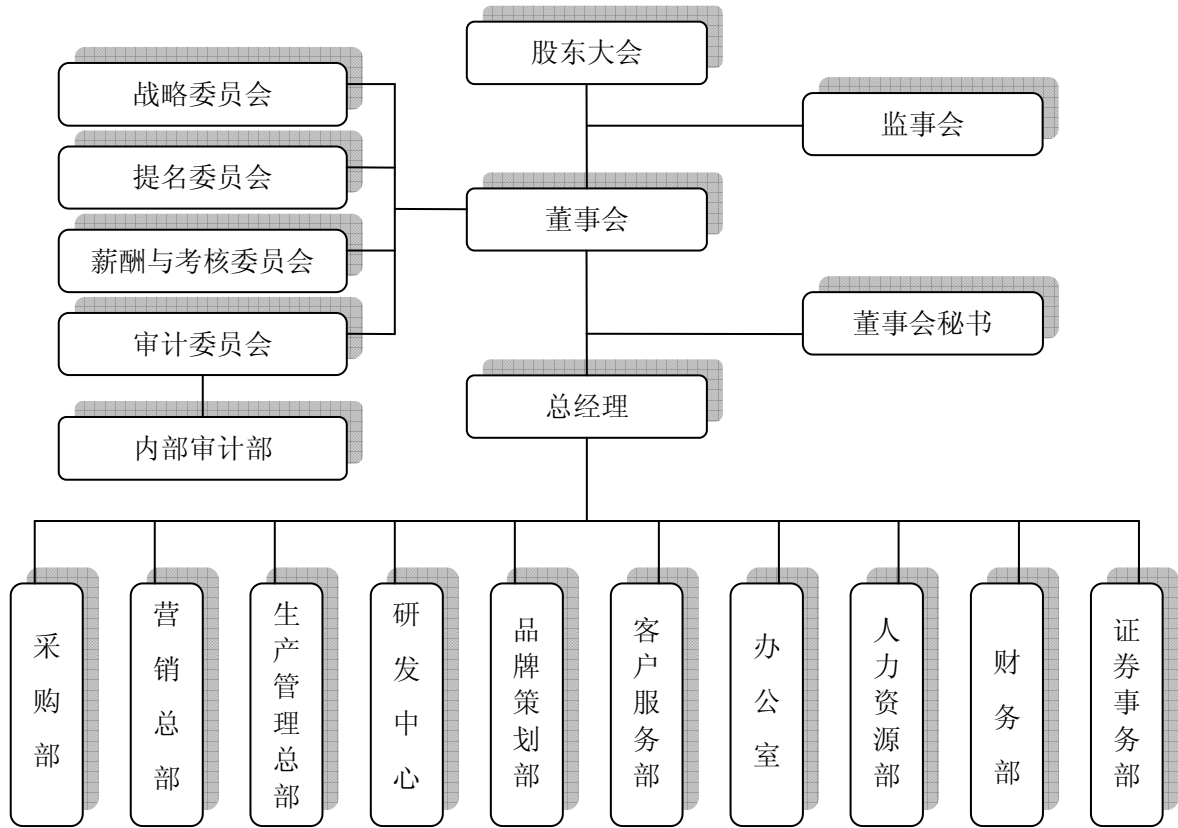 股东大会
战略委员会
监事会
提名委员会
董事会
薪酬与考核委员会
董事会秘书
审计委员会
总经理
内部审计部
采购部
营销总部
生产管理总部
研发中心
品牌策划部
客户服务部
办公室
人力资源部
财务部
证券事务部